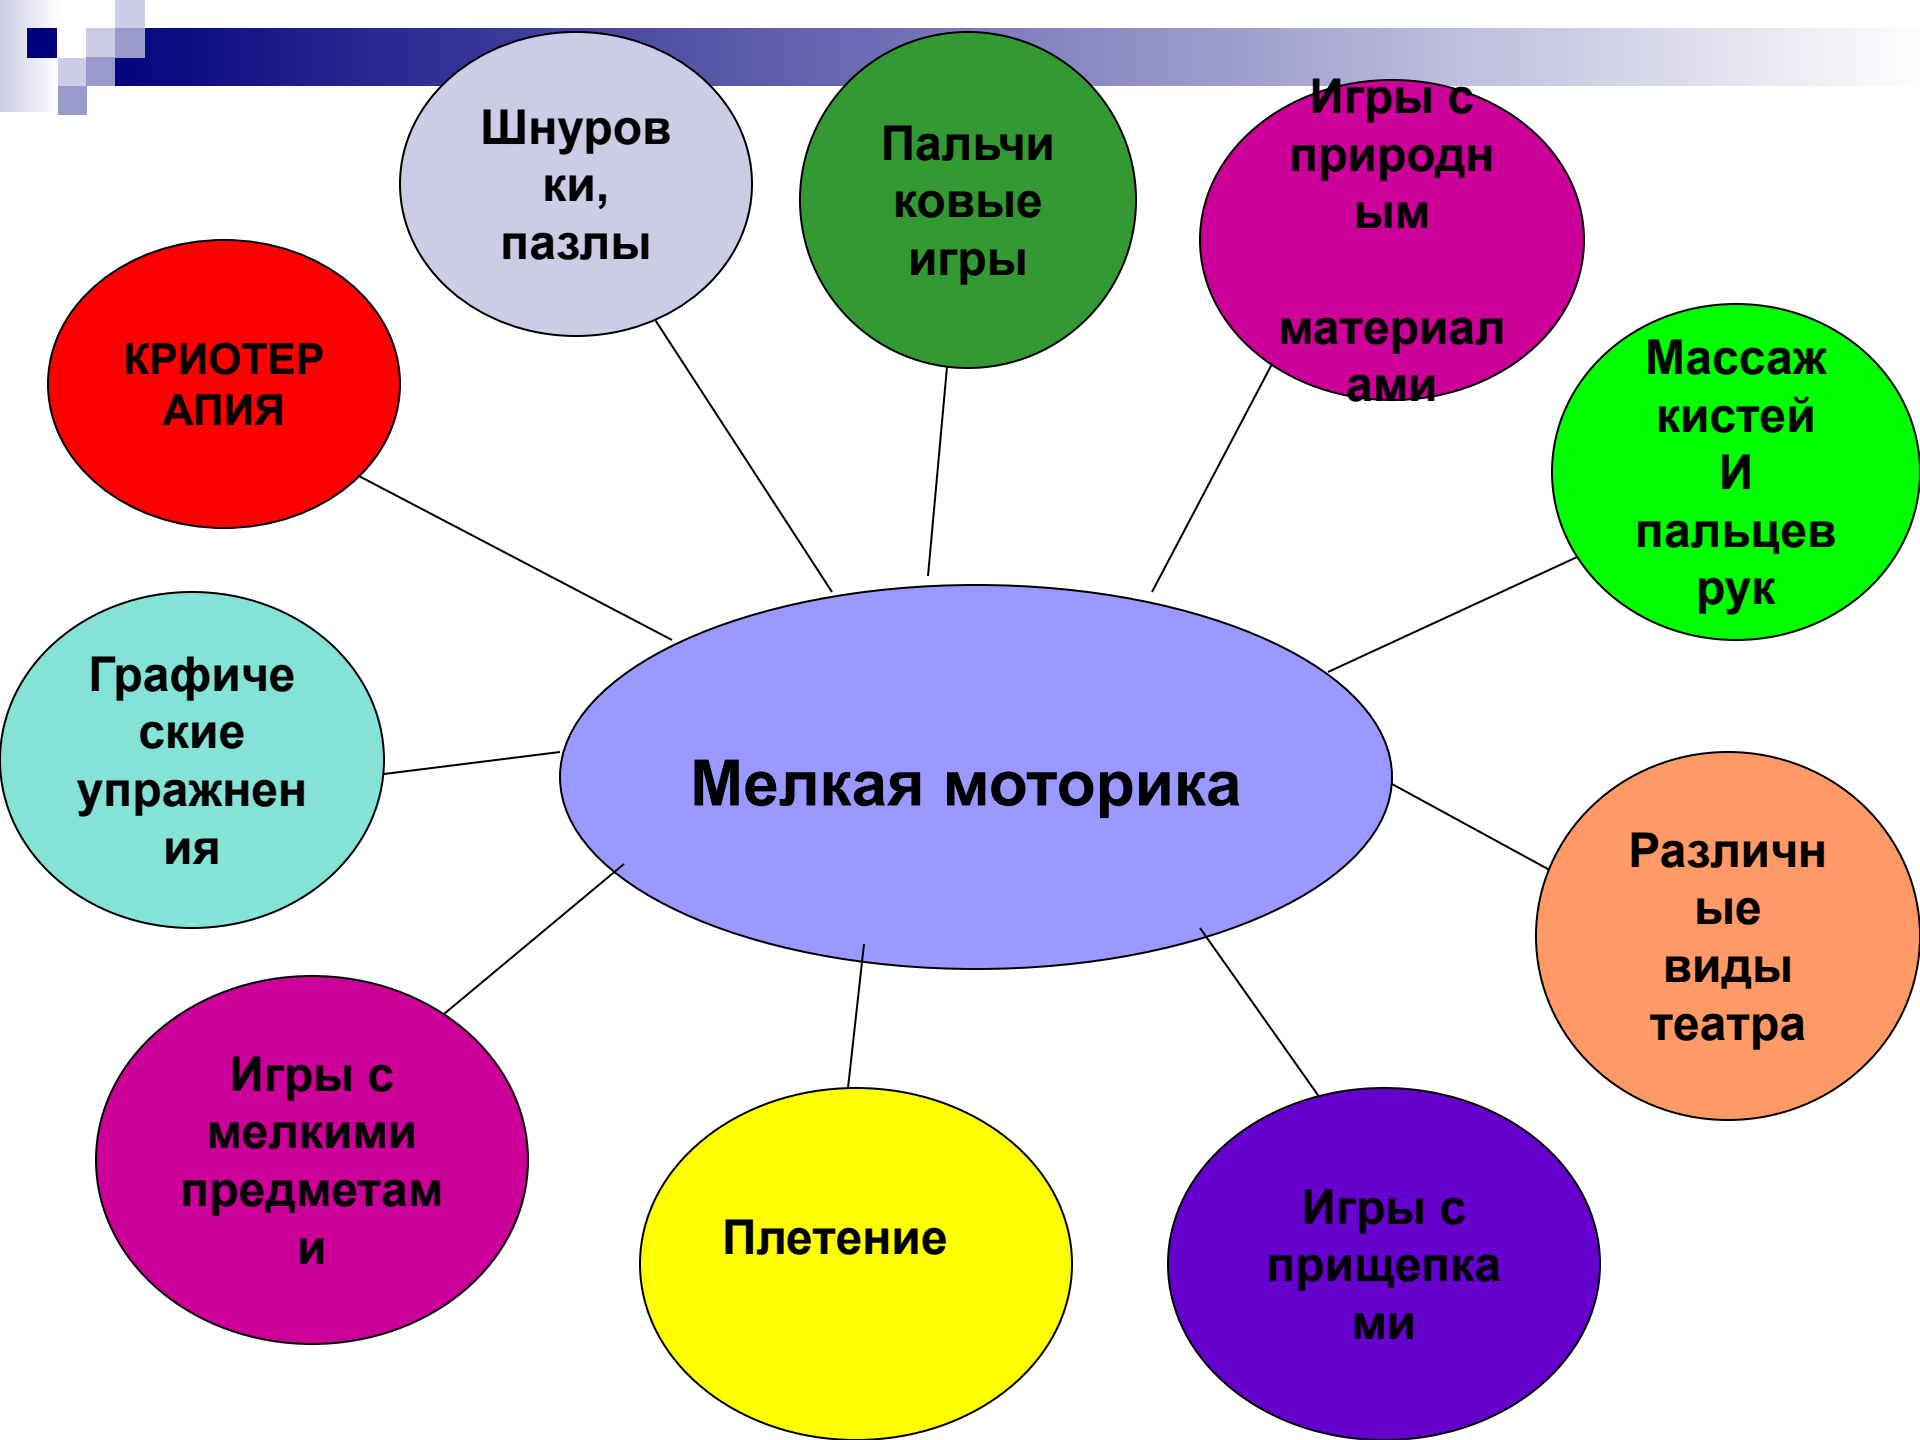 Шнуров
ки,
пазлы
Пальчи
ковые
игры
Игры с
природн
ым
материал
ами
КРИОТЕР
АПИЯ
Массаж
кистей
И
пальцев
рук
Графиче
ские
упражнен
ия
Мелкая моторика
Различн
ые
виды
театра
Игры с
мелкими
предметам
и
Плетение
Игры с
прищепка
ми